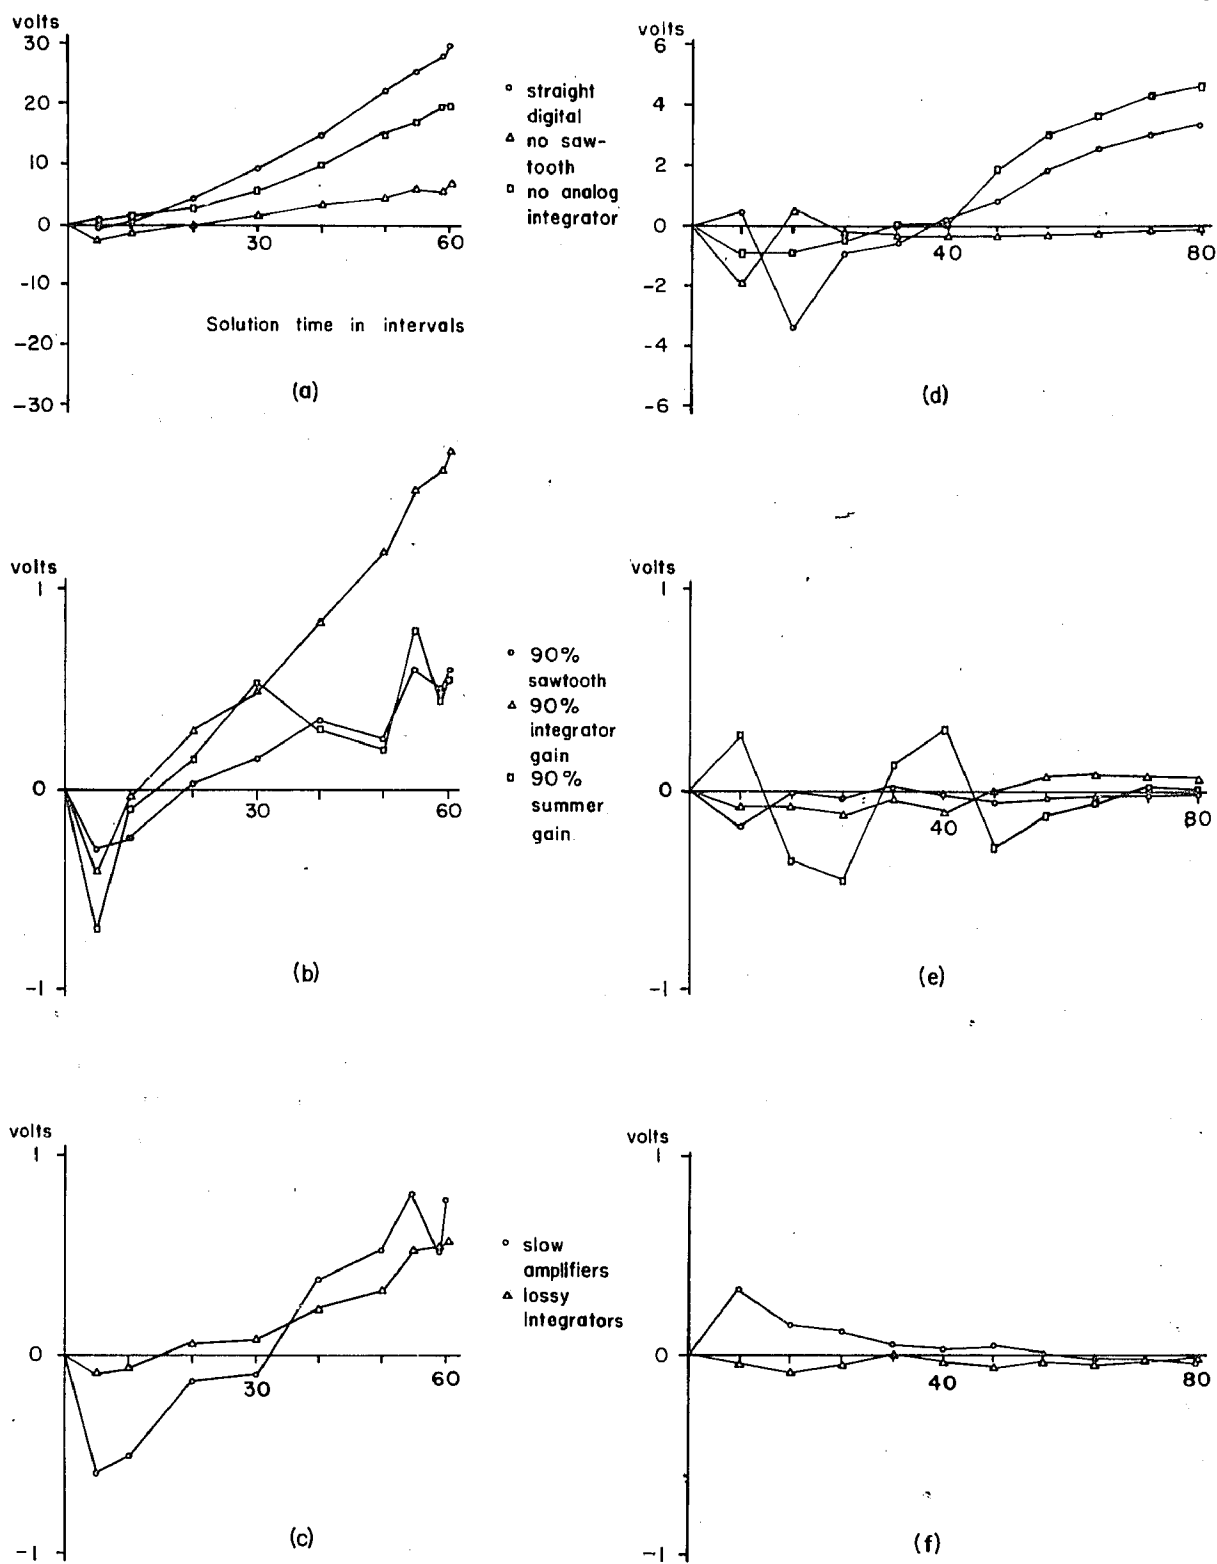 volts
30
20
10
0
-10
-20
-30
30
60
Solution time in intervals
(a)
straight
digital
no saw-
tooth
no analog
integrator
volts
6
4
2
0
-2
-4
-6
40
80
(d)
volts
1
0
-1
30
60
(b)
90%
sawtooth
90%
integrator
gain
90%
summer
gain
volts
1
0
-1
40
80
(e)
volts
1
0
-1
30
60
(c)
slow
amplifiers
lossy
Integrators
volts
1
0
-1
40
80
(f)